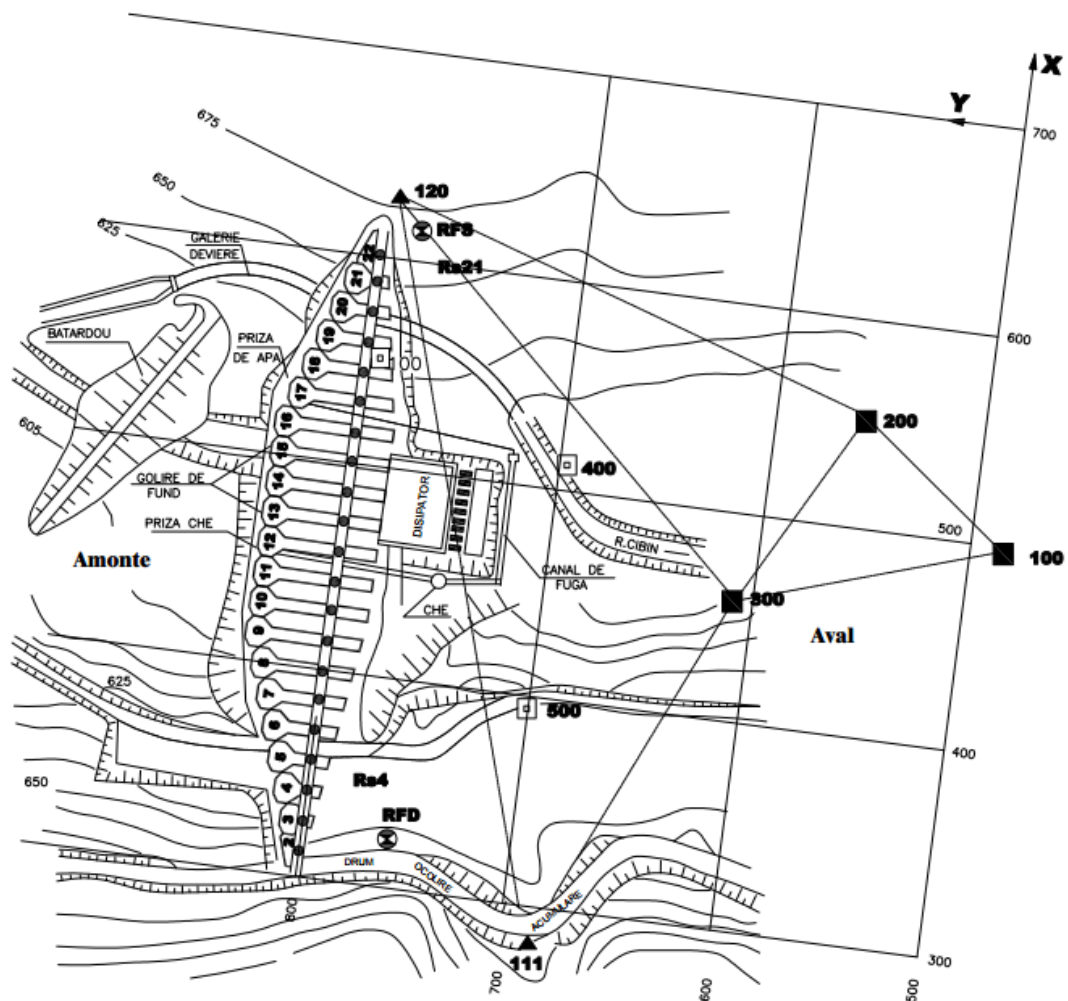 X
Y
700
675
650
625
120
RFS
GALERIE
DEVIERE
Rs21
22
21
20
19
18
17
16
15
14
13
12
11
10
9
8
7
6
5
4
3
2
600
BATARDOU
PRIZA
DE APA
00
605
200
400
GOLIRE DE
FUND
DISIPATOR
500
PRIZA CHE
R.CIBIN
100
Amonte
CANAL DE
FUGA
CHE
300
Aval
625
500
400
650
Rs4
RFD
DRUM
OCOLIRE
ACUMULARE
800
111
700
600
500
300